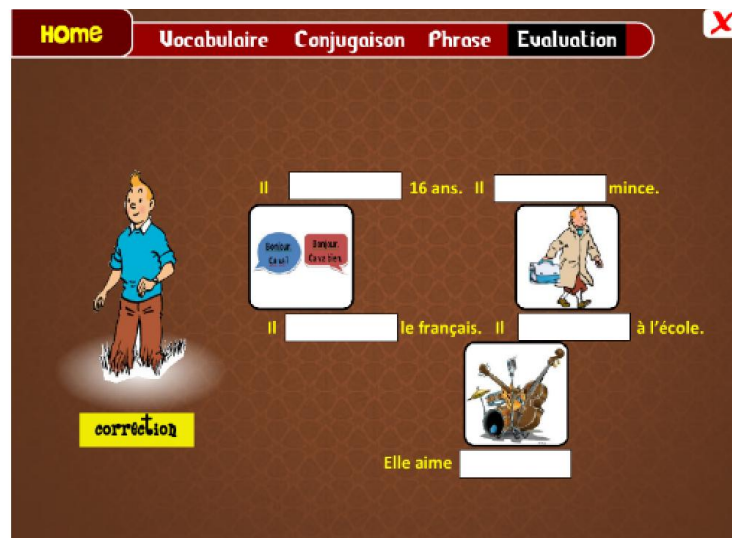 Home Vocabulaire Conjugaison Phrase Evaluation X
Il 16 ans. Il mince.
Bonjour. Ça va?
Bonjour. Ça va bien.
Il le français. Il à l'école.
correction
Elle aime